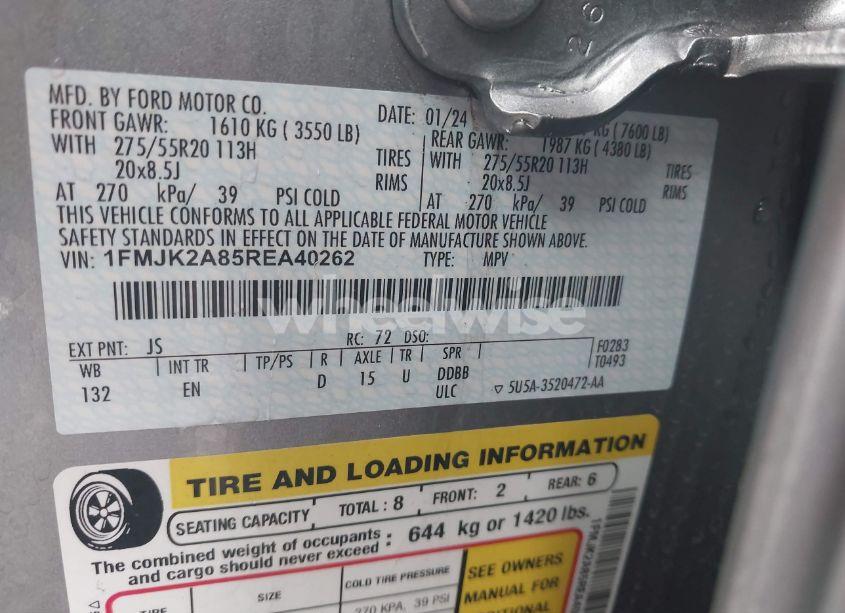 26
MFD. BY FORD MOTOR CO.
DATE: 01/24
KG ( 7600 LB)
FRONT GAWR: 1610 KG ( 3550 LB)
REAR GAWR: 1987 KG ( 4380 LB)
WITH 275/55R20 113H TIRES
WITH 275/55R20 113H TIRES
20x8.5J RIMS
20x8.5J RIMS
AT 270 kPa/ 39 PSI COLD
AT 270 kPa/ 39 PSI COLD
THIS VEHICLE CONFORMS TO ALL APPLICABLE FEDERAL MOTOR VEHICLE
SAFETY STANDARDS IN EFFECT ON THE DATE OF MANUFACTURE SHOWN ABOVE.
VIN: 1FMJK2A85REA40262 TYPE: MPV
wheelwise
EXT PNT: JS RC: 72 DSO:
WB INT TR TP/PS R AXLE TR SPR
132 EN D 15 U DDBB
ULC
F0283
T0493
5U5A-3520472-AA
TIRE AND LOADING INFORMATION
SEATING CAPACITY TOTAL : 8 FRONT: 2 REAR: 6
The combined weight of occupants
and cargo should never exceed : 644 kg or 1420 lbs.
TIRE SIZE COLD TIRE PRESSURE
270 KPA, 39 PSI
SEE OWNERS
MANUAL FOR